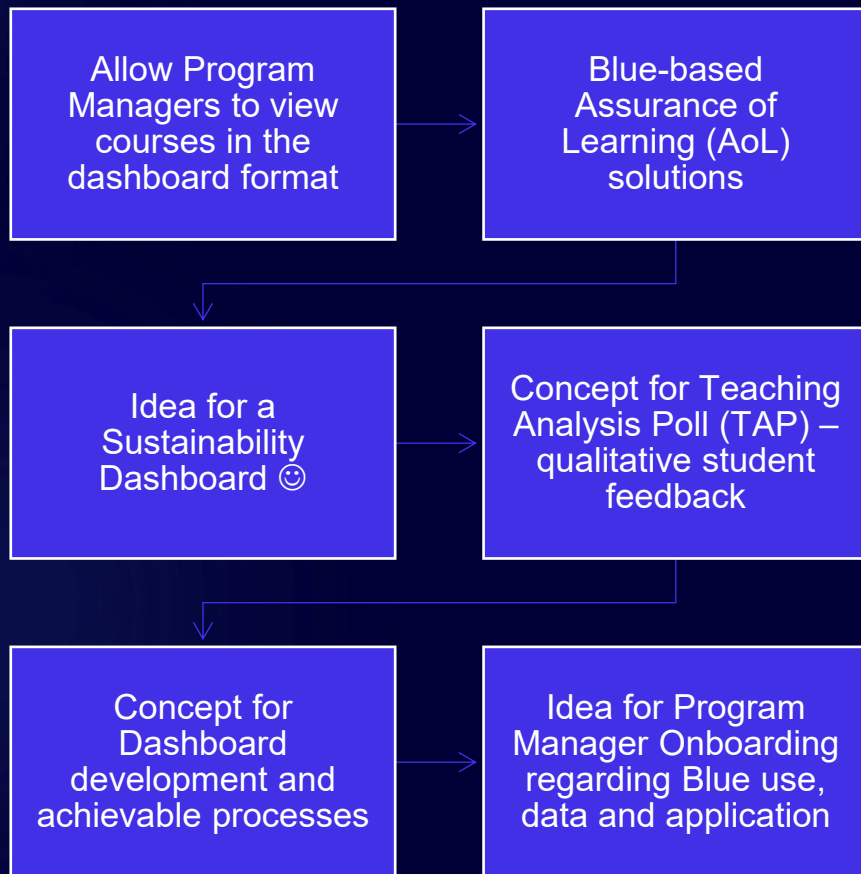 Allow Program
Managers to view
courses in the
dashboard format
Blue-based
Assurance of
Learning (AoL)
solutions
Idea for a
Sustainability
Dashboard ☺
Concept for Teaching
Analysis Poll (TAP) –
qualitative student
feedback
Concept for
Dashboard
development and
achievable processes
Idea for Program
Manager Onboarding
regarding Blue use,
data and application